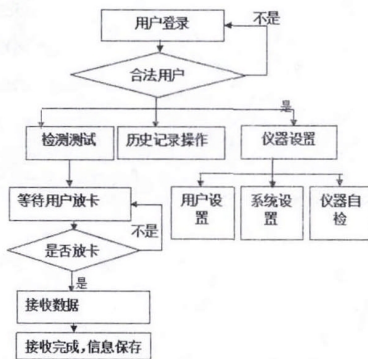 用户登录
不是
合法用户
是
检测测试
历史记录操作
仪器设置
等待用户放卡
用户设
置
系统设
置
仪器自
检
不是
是否放卡
是
接收数据
接收完成,信息保存